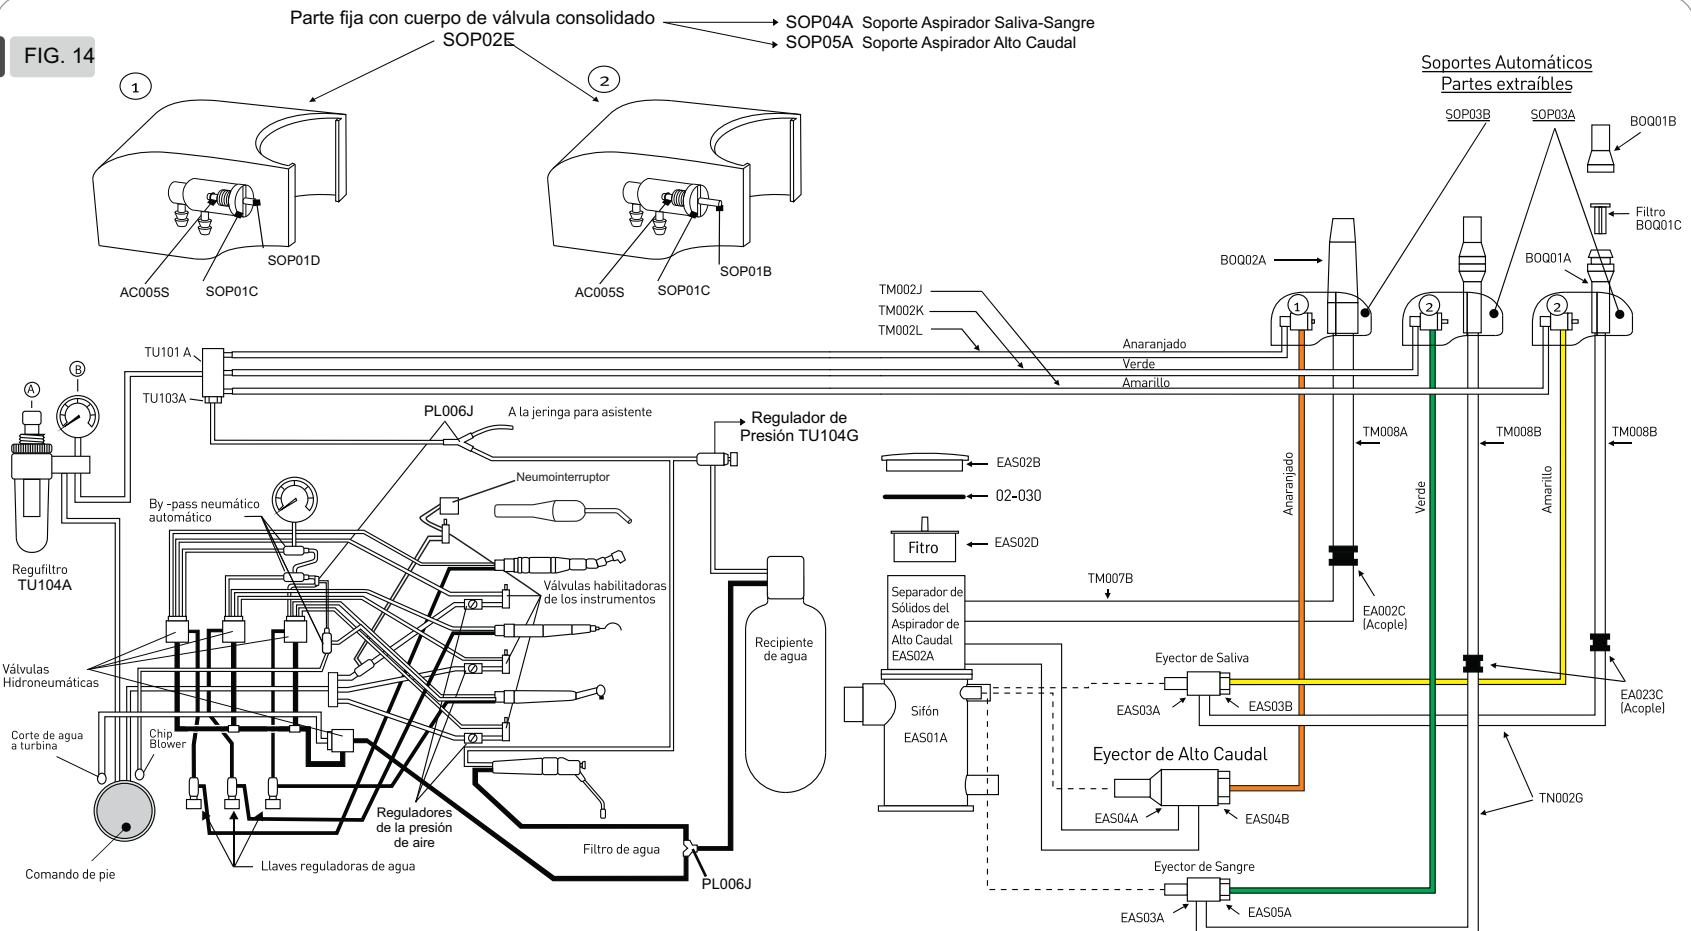 Parte fija con cuerpo de válvula consolidado
SOP02E
SOP04A Soporte Aspirador Saliva-Sangre
SOP05A Soporte Aspirador Alto Caudal
FIG. 14
1
2
SOP01D
AC005S
SOP01C
SOP01B
AC005S
SOP01C
Soportes Automáticos
Partes extraíbles
SOP03B
SOP03A
BOQ01B
Filtro
BOQ01C
BOQ02A
BOQ01A
1
2
2
TM002J
TM002K
TM002L
Anaranjado
Verde
Amarillo
TU101 A
TU103A
A
B
PL006J
A la jeringa para asistente
Regulador de
Presión TU104G
TM008A
TM008B
TM008B
Anaranjado
Verde
Amarillo
EAS02B
02-030
Fitro
EAS02D
Neumointerruptor
By -pass neumático
automático
Regufiltro
TU104A
Válvulas habilitadoras
de los instrumentos
Separador de
Sólidos del
Aspirador de
Alto Caudal
EAS02A
TM007B
EA002C
(Acople)
Recipiente
de agua
Válvulas
Hidroneumáticas
Eyector de Saliva
EAS03A
EAS03B
EA023C
(Acople)
Sifón
EAS01A
Corte de agua
a turbina
Chip
Blower
Eyector de Alto Caudal
EAS04A
EAS04B
TN002G
Reguladores
de la presión
de aire
Filtro de agua
PL006J
Llaves reguladoras de agua
Comando de pie
Eyector de Sangre
EAS03A
EAS05A